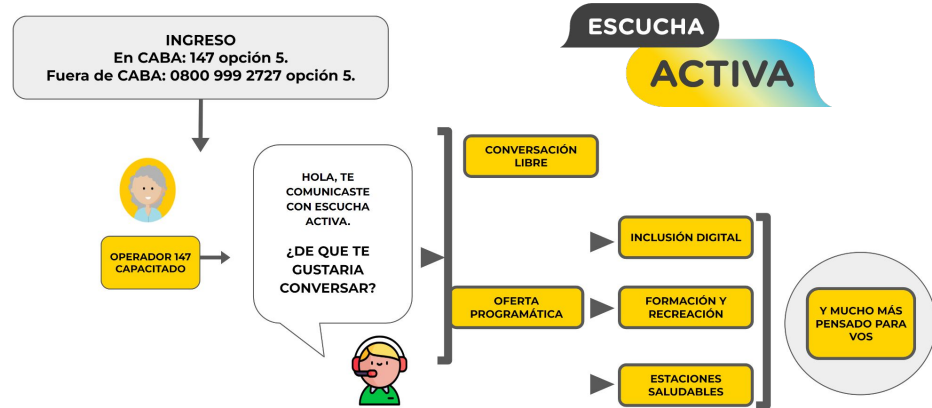 INGRESO
En CABA: 147 opción 5.
Fuera de CABA: 0800 999 2727 opción 5.
ESCUCHA
ACTIVA
OPERADOR 147
CAPACITADO
HOLA, TE
COMUNICASTE
CON ESCUCHA
ACTIVA.
¿DE QUE TE
GUSTARIA
CONVERSAR?
CONVERSACIÓN
LIBRE
OFERTA
PROGRAMÁTICA
INCLUSIÓN DIGITAL
FORMACIÓN Y
RECREACIÓN
ESTACIONES
SALUDABLES
Y MUCHO MÁS
PENSADO PARA
VOS